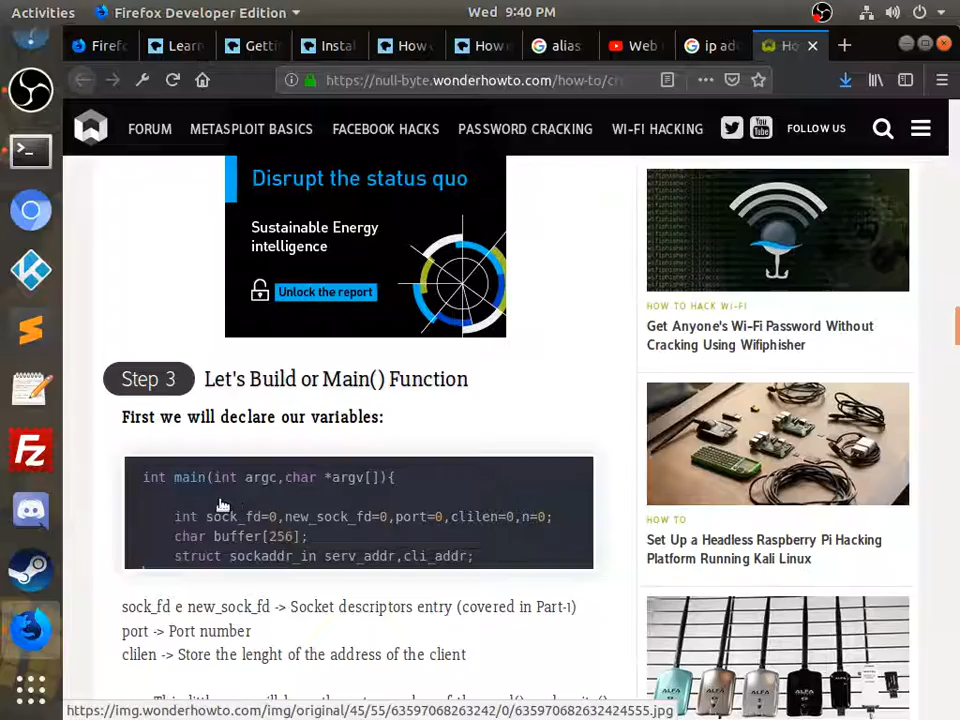 Activities
Firefox Developer Edition
Wed 9:40 PM
Firefo
Learn
Getti
Insta
How
How
alias
Web
ip ad
Ho
https://null-byte.wonderhowto.com/how-to/cr
FORUM
METASPLOIT BASICS
FACEBOOK HACKS
PASSWORD CRACKING
WI-FI HACKING
You
Tube
FOLLOW US
Disrupt the status quo
Sustainable Energy
intelligence
Unlock the report
HOW TO HACK WI-FI
Get Anyone's Wi-Fi Password Without
Cracking Using Wifiphisher
Step 3
Let's Build or Main() Function
First we will declare our variables:
int main(int argc,char *argv[]){
int sock_fd=0,new_sock_fd=0,port=0,clilen=0,n=0;
char buffer[256];
struct sockaddr_in serv_addr,cli_addr;
HOW TO
Set Up a Headless Raspberry Pi Hacking
Platform Running Kali Linux
sock_fd e new_sock_fd -> Socket descriptors entry (covered in Part-1)
port -> Port number
clilen -> Store the lenght of the address of the client
ALFA
ALFA
https://img.wonderhowto.com/img/original/45/55/63597068263242/0/635970682632424555.jpg